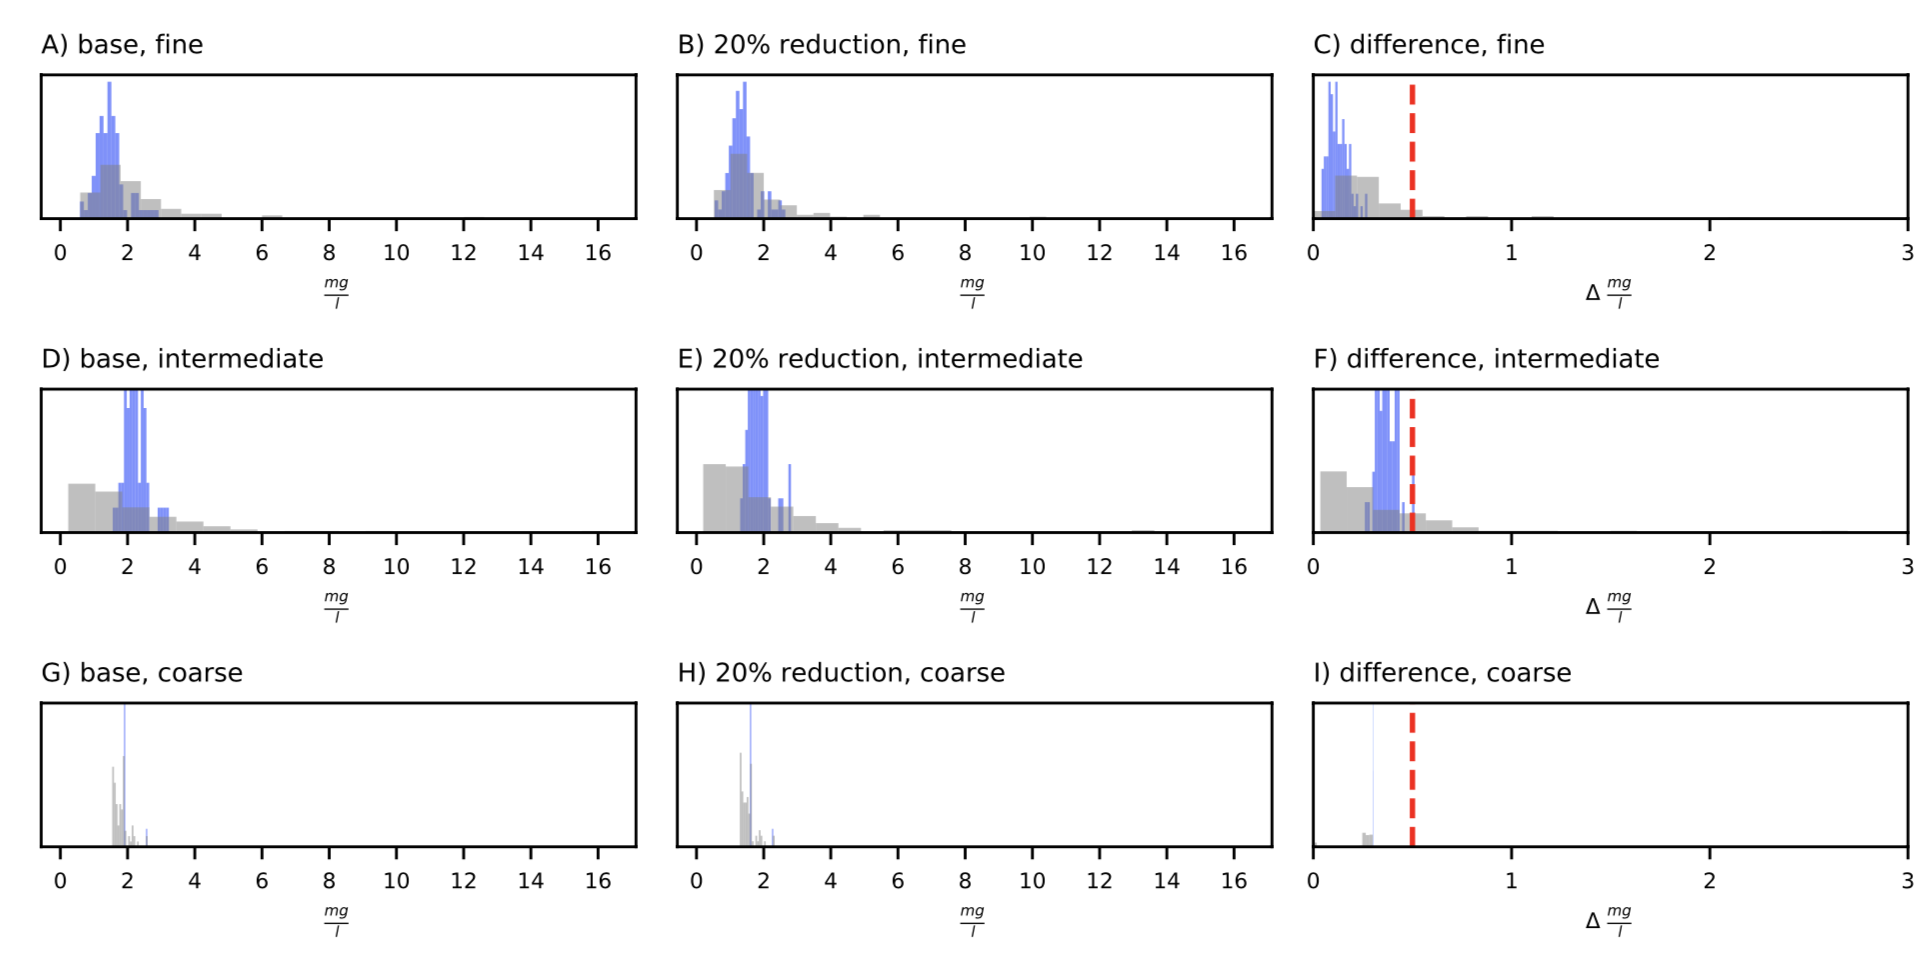 A) base, fine
B) 20% reduction, fine
C) difference, fine
0 2 4 6 8 10 12 14 16
0 2 4 6 8 10 12 14 16
0 1 2 3
mg/l
mg/l
Δ mg/l
D) base, intermediate
E) 20% reduction, intermediate
F) difference, intermediate
0 2 4 6 8 10 12 14 16
0 2 4 6 8 10 12 14 16
0 1 2 3
mg/l
mg/l
Δ mg/l
G) base, coarse
H) 20% reduction, coarse
I) difference, coarse
0 2 4 6 8 10 12 14 16
0 2 4 6 8 10 12 14 16
0 1 2 3
mg/l
mg/l
Δ mg/l